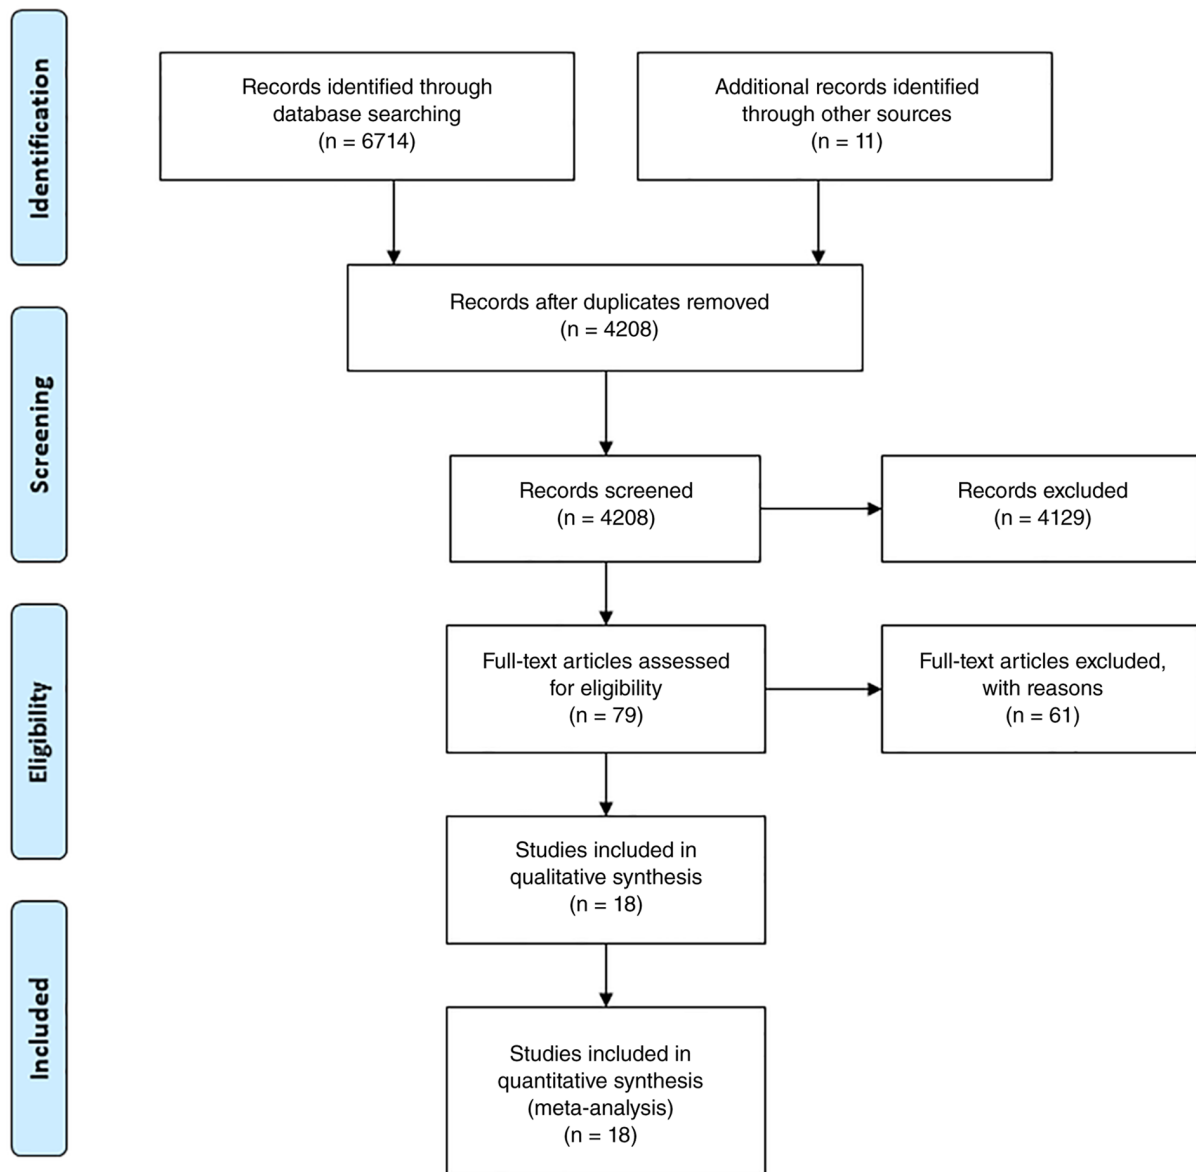 Identification
Records identified through
database searching
(n = 6714)
Additional records identified
through other sources
(n = 11)
Records after duplicates removed
(n = 4208)
Screening
Records screened
(n = 4208)
Records excluded
(n = 4129)
Eligibility
Full-text articles assessed
for eligibility
(n = 79)
Full-text articles excluded,
with reasons
(n = 61)
Studies included in
qualitative synthesis
(n = 18)
Included
Studies included in
quantitative synthesis
(meta-analysis)
(n = 18)